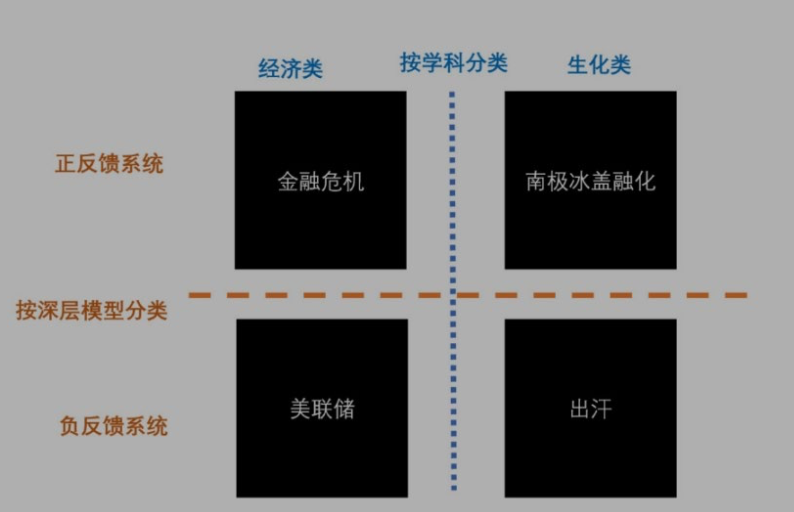 经济类
按学科分类
生化类
正反馈系统
金融危机
南极冰盖融化
按深层模型分类
负反馈系统
美联储
出汗